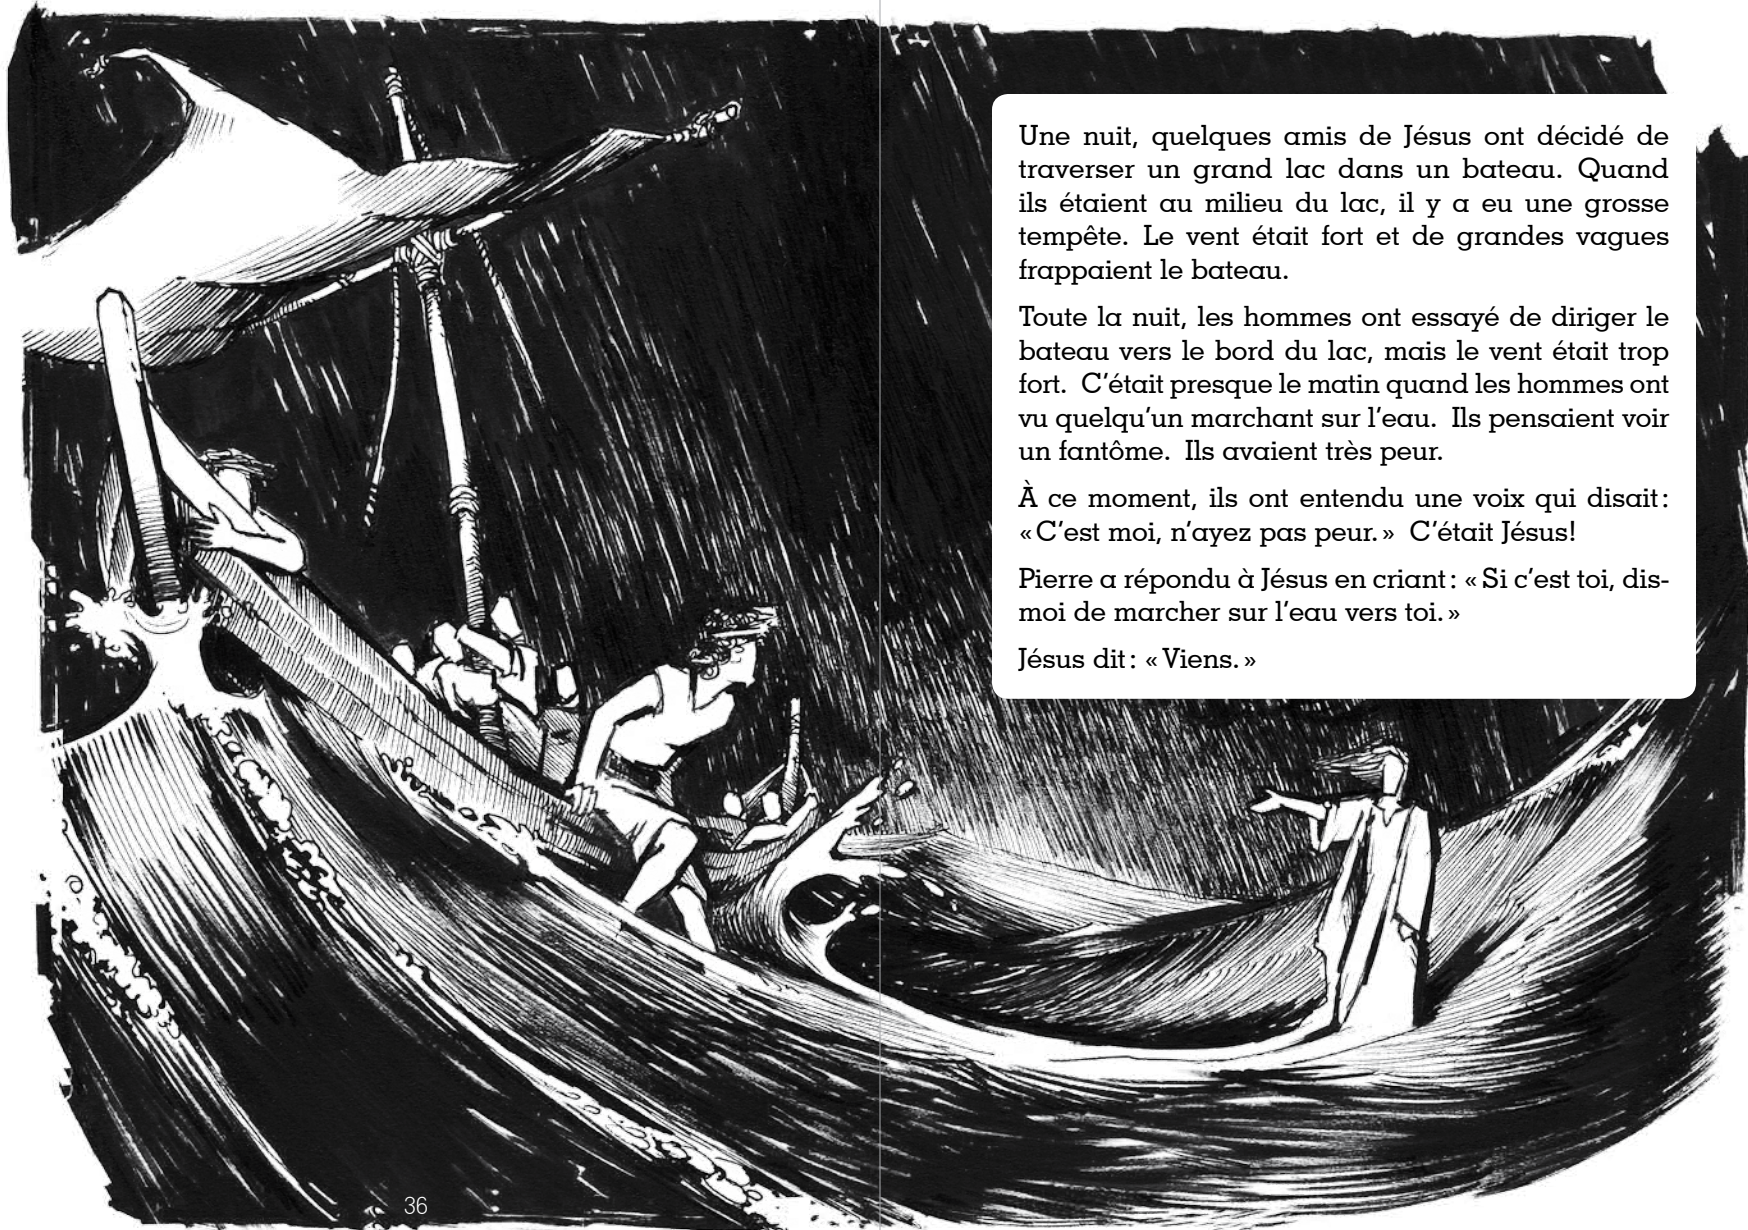 Une nuit, quelques amis de Jésus ont décidé de
traverser un grand lac dans un bateau. Quand
ils étaient au milieu du lac, il y a eu une grosse
tempête. Le vent était fort et de grandes vagues
frappaient le bateau.
Toute la nuit, les hommes ont essayé de diriger le
bateau vers le bord du lac, mais le vent était trop
fort. C'était presque le matin quand les hommes ont
vu quelqu'un marchant sur l'eau. Ils pensaient voir
un fantôme. Ils avaient très peur.
À ce moment, ils ont entendu une voix qui disait:
«C'est moi, n'ayez pas peur.» C'était Jésus!
Pierre a répondu à Jésus en criant: «Si c'est toi, dis-
moi de marcher sur l'eau vers toi.»
Jésus dit: «Viens.»
36